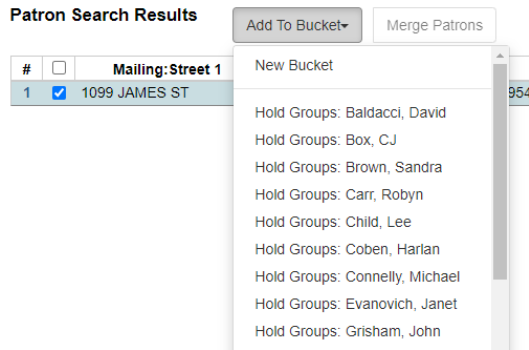 Patron Search Results Add To Bucket Merge Patrons
# Mailing:Street 1
New Bucket
1 1099 JAMES ST 954
Hold Groups: Baldacci, David
Hold Groups: Box, CJ
Hold Groups: Brown, Sandra
Hold Groups: Carr, Robyn
Hold Groups: Child, Lee
Hold Groups: Coben, Harlan
Hold Groups: Connelly, Michael
Hold Groups: Evanovich, Janet
Hold Groups: Grisham, John